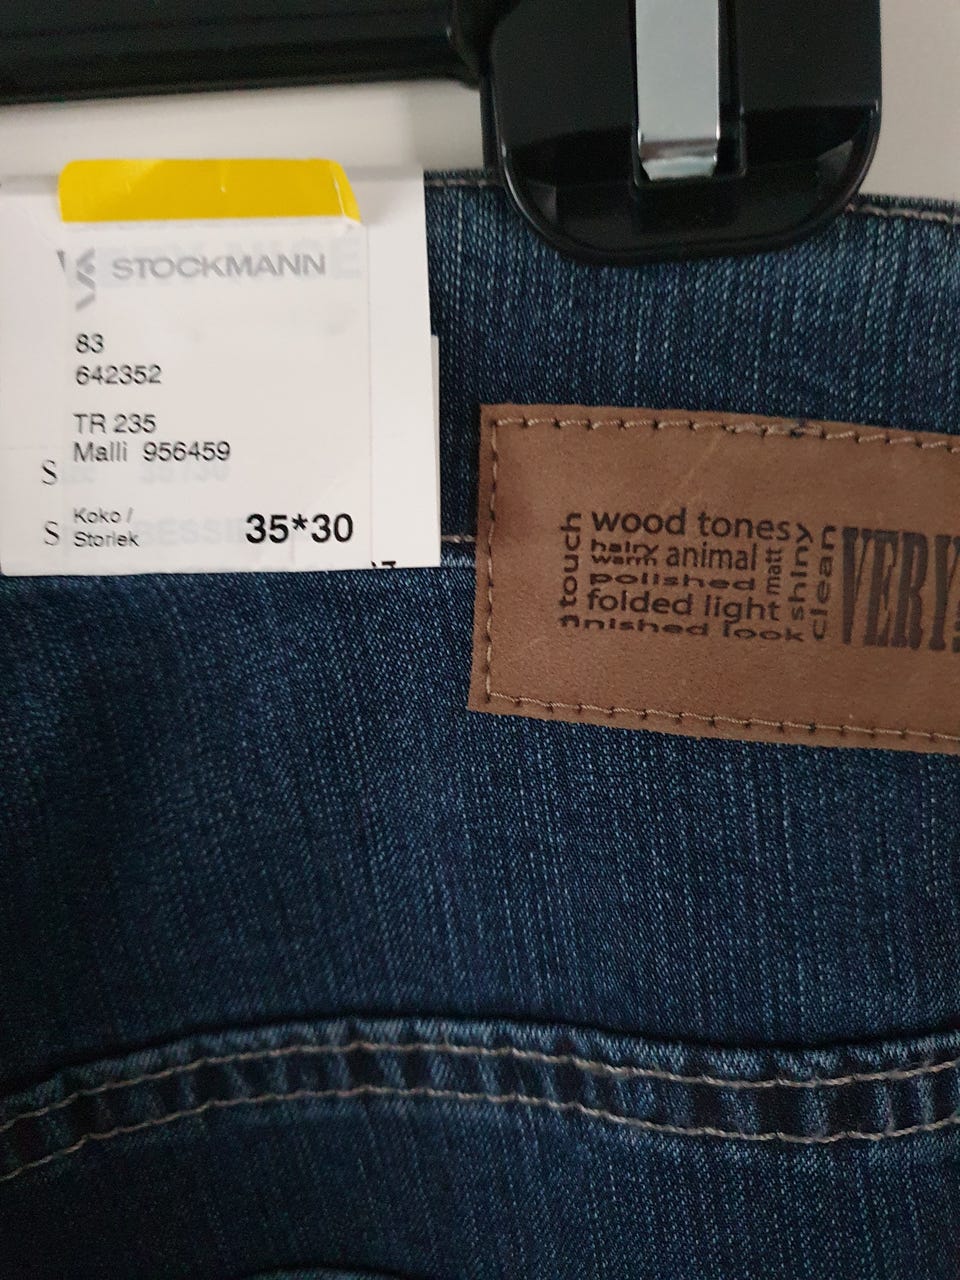 STOCKMANN
83
642352
TR 235
Malli 956459
S
S Koko /
Storlek 35*30
touch
wood tones
hairy
warm animal
matt
shiny
clean
polished
folded light
finished look
VERY